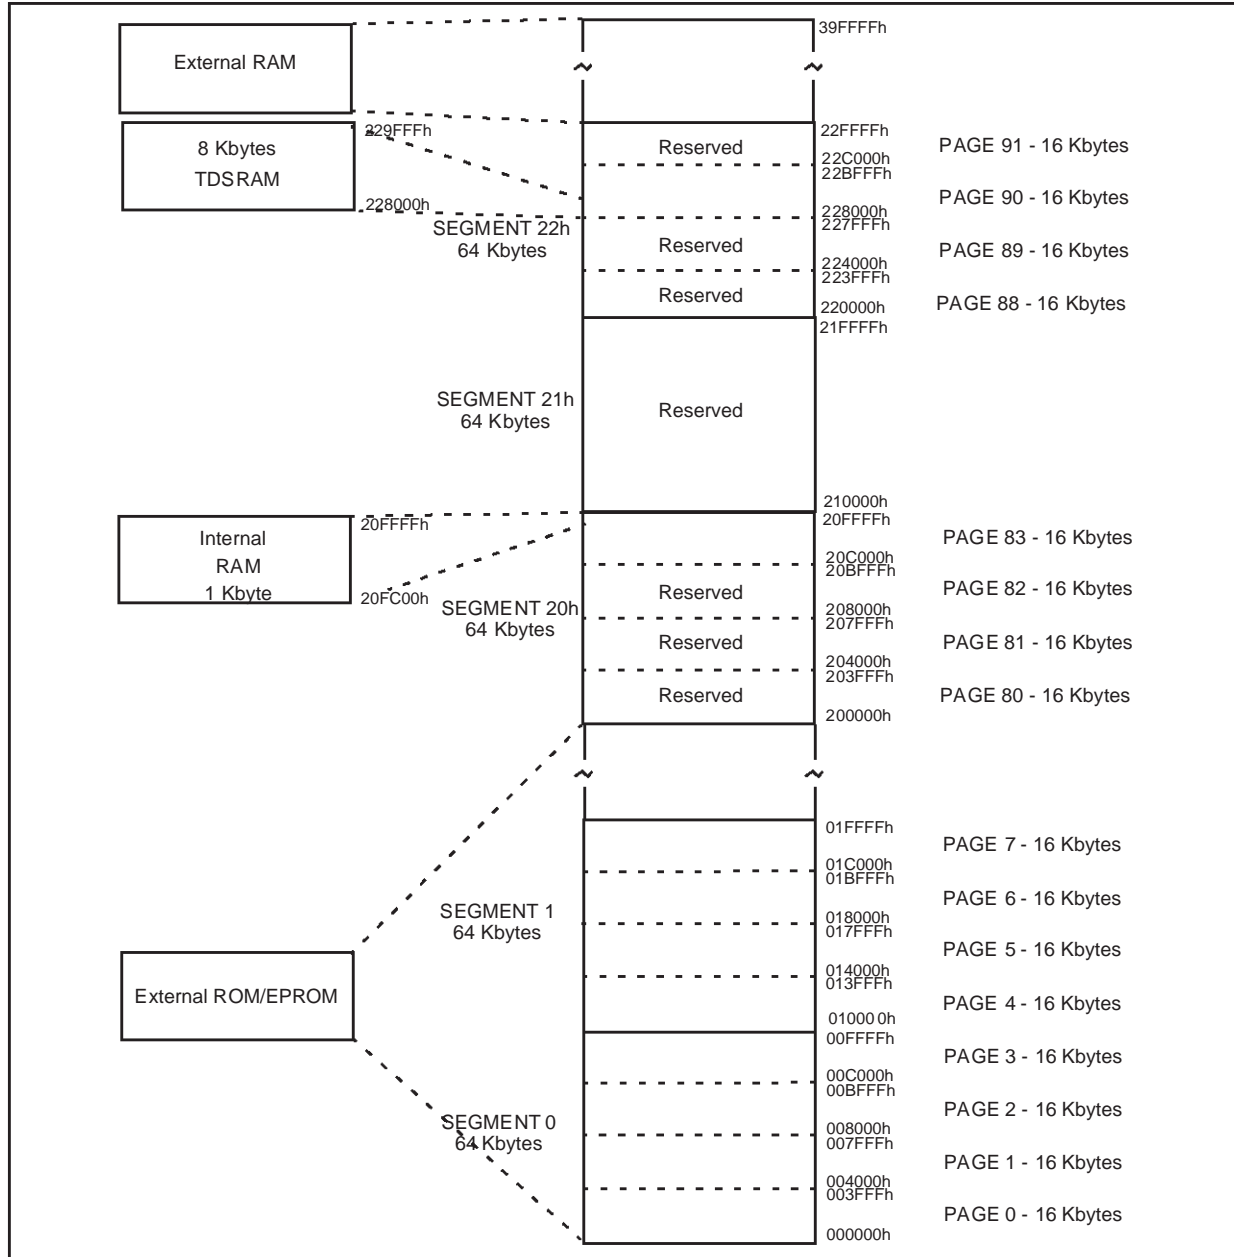 39FFFFh
External RAM
229FFFh
8 Kbytes
TDSRAM
228000h
22FFFFh
Reserved
PAGE 91 - 16 Kbytes
22C000h
22BFFFh
PAGE 90 - 16 Kbytes
228000h
227FFFh
SEGMENT 22h
64 Kbytes
Reserved
PAGE 89 - 16 Kbytes
224000h
223FFFh
Reserved
PAGE 88 - 16 Kbytes
220000h
21FFFFh
SEGMENT 21h
64 Kbytes
Reserved
210000h
20FFFFh
20FFFFh
Internal
RAM
1 Kbyte
20FC00h
PAGE 83 - 16 Kbytes
20C000h
20BFFFh
SEGMENT 20h
64 Kbytes
Reserved
PAGE 82 - 16 Kbytes
208000h
207FFFh
Reserved
PAGE 81 - 16 Kbytes
204000h
203FFFh
Reserved
PAGE 80 - 16 Kbytes
200000h
01FFFFh
PAGE 7 - 16 Kbytes
01C000h
01BFFFh
PAGE 6 - 16 Kbytes
SEGMENT 1
64 Kbytes
018000h
017FFFh
PAGE 5 - 16 Kbytes
014000h
013FFFh
External ROM/EPROM
PAGE 4 - 16 Kbytes
01000 0h
00FFFFh
PAGE 3 - 16 Kbytes
00C000h
00BFFFh
PAGE 2 - 16 Kbytes
SEGMENT 0
64 Kbytes
008000h
007FFFh
PAGE 1 - 16 Kbytes
004000h
003FFFh
PAGE 0 - 16 Kbytes
000000h